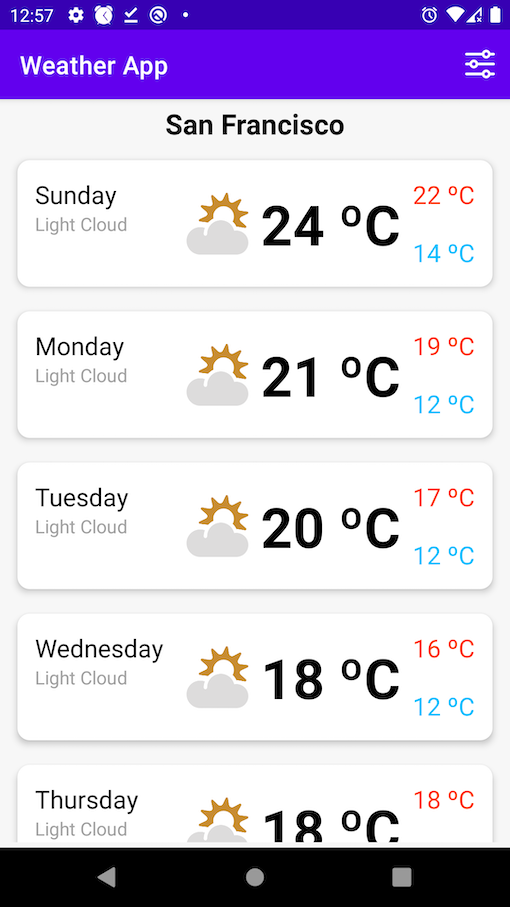 12:57
Weather App
San Francisco
Sunday
Light Cloud
24 ºC
22 ºC
14 ºC
Monday
Light Cloud
21 ºC
19 ºC
12 ºC
Tuesday
Light Cloud
20 ºC
17 ºC
12 ºC
Wednesday
Light Cloud
18 ºC
16 ºC
12 ºC
Thursday
Light Cloud
18 ºC
18 ºC